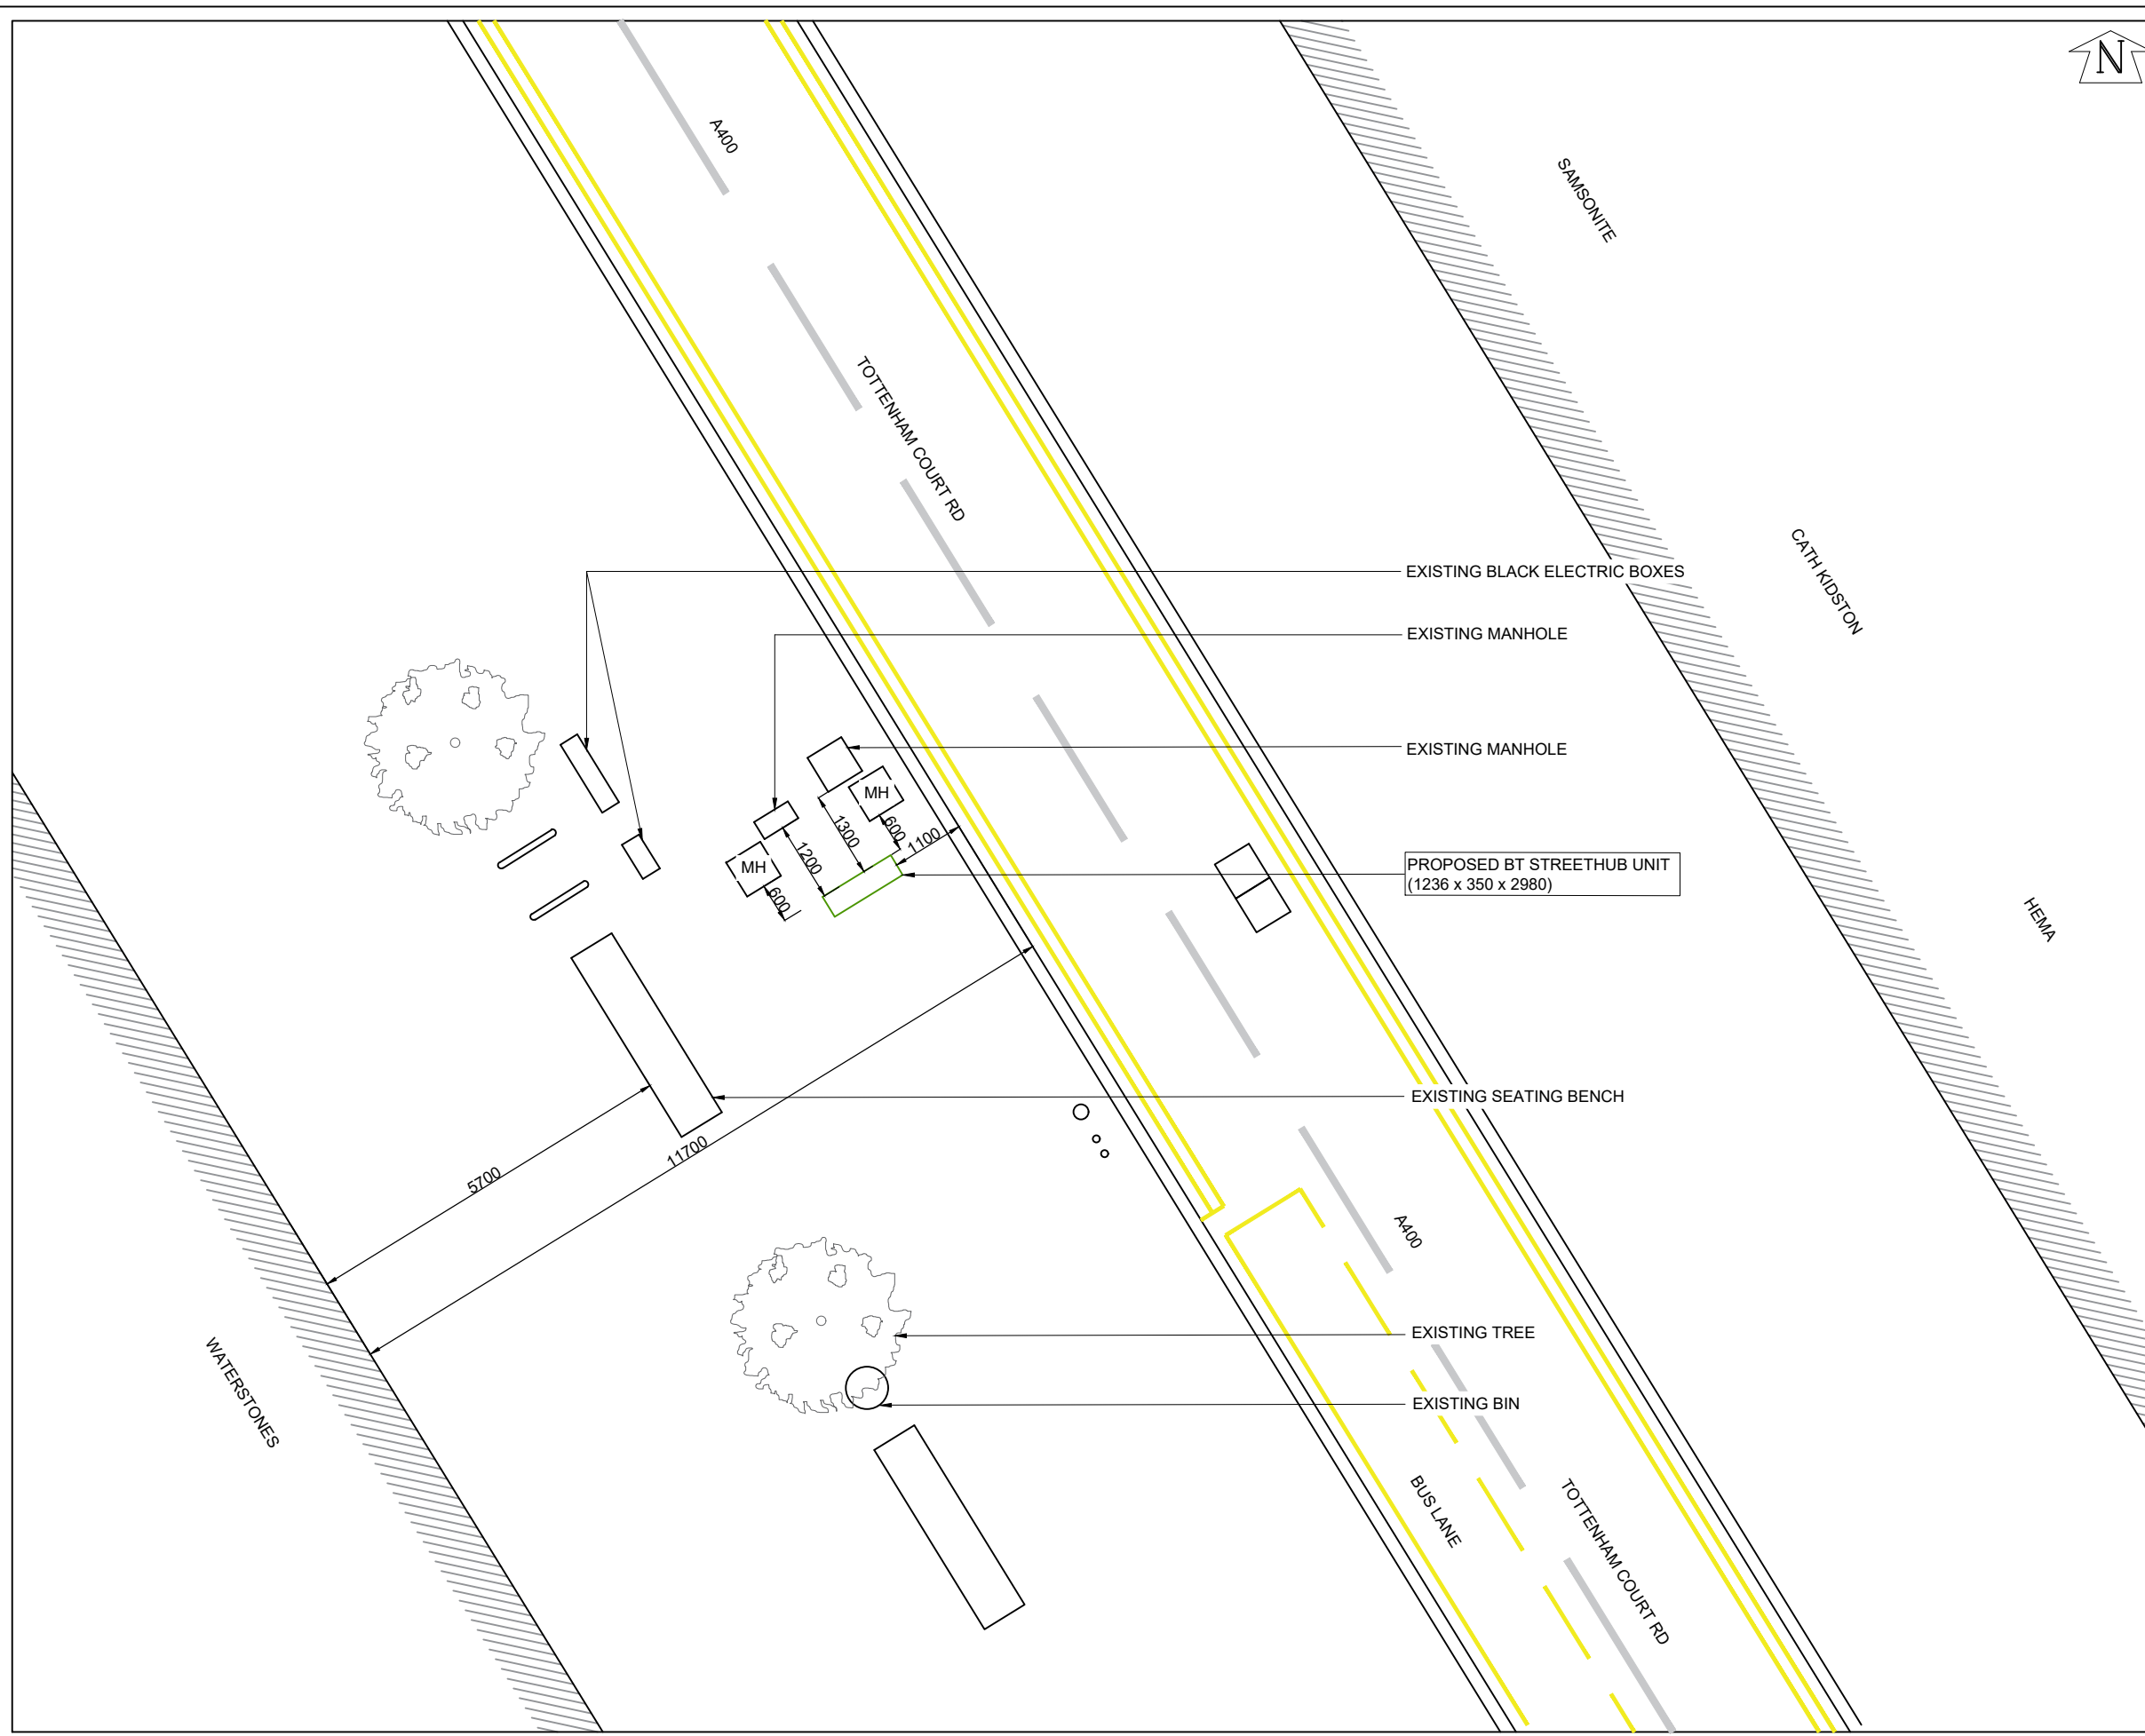 N
A400
SAMSONITE
TOTTENHAM COURT RD
CATH KIDSTON
EXISTING BLACK ELECTRIC BOXES
EXISTING MANHOLE
EXISTING MANHOLE
MH
1300
600
1100
1200
MH
600
PROPOSED BT STREETHUB UNIT
(1236 x 350 x 2980)
HEMA
EXISTING SEATING BENCH
11700
5700
A400
EXISTING TREE
WATERSTONES
EXISTING BIN
BUS LANE
TOTTENHAM COURT RD